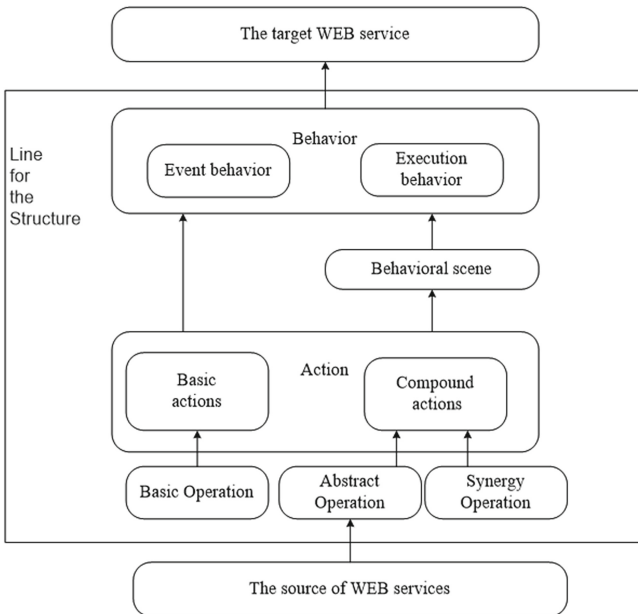 The target WEB service
Line
for
the
Structure
Behavior
Event behavior
Execution
behavior
Behavioral scene
Action
Basic
actions
Compound
actions
Basic Operation
Abstract
Operation
Synergy
Operation
The source of WEB services